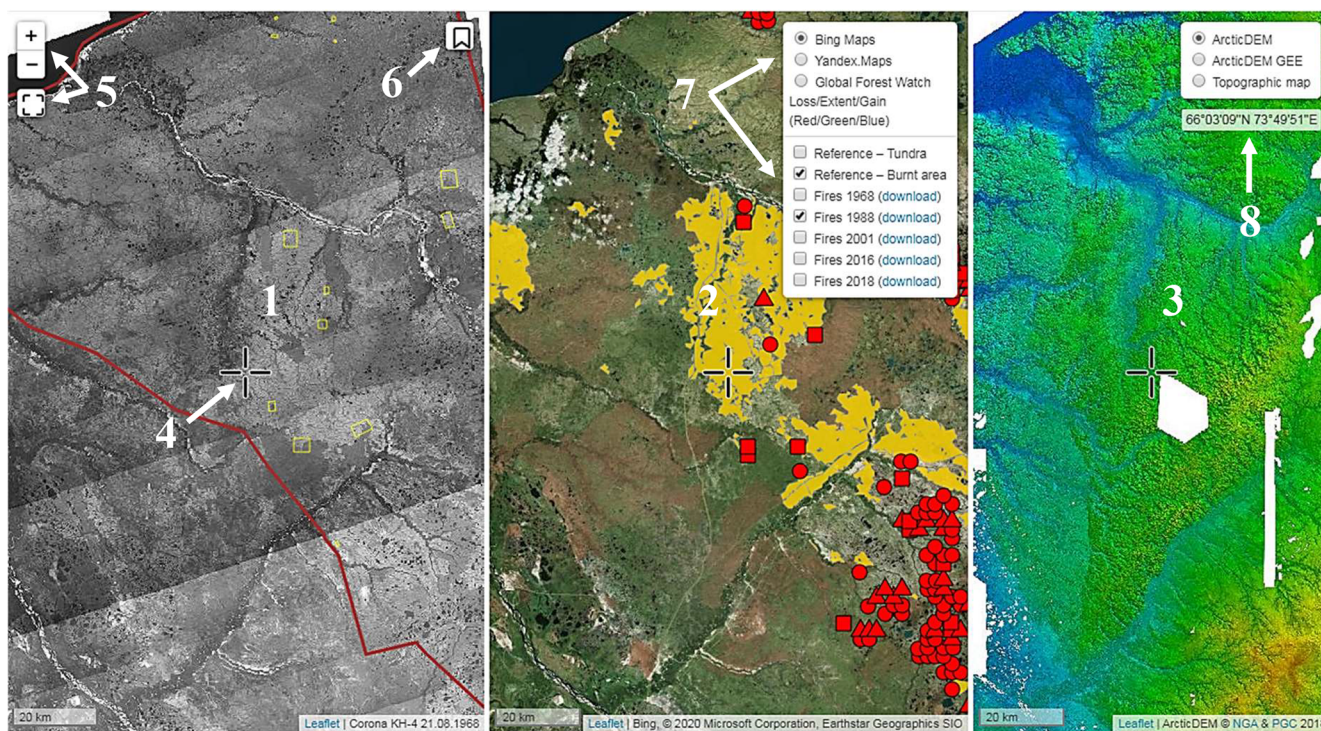 +
−
5
6
1
4
20 km
Leaflet | Corona KH-4 21.08.1968
Bing Maps
Yandex.Maps
Global Forest Watch
Loss/Extent/Gain
(Red/Green/Blue)
7
Reference – Tundra
Reference – Burnt area
Fires 1968 (download)
Fires 1988 (download)
Fires 2001 (download)
Fires 2016 (download)
Fires 2018 (download)
2
20 km
Leaflet | Bing, © 2020 Microsoft Corporation, Earthstar Geographics SIO
ArcticDEM
ArcticDEM GEE
Topographic map
66°03'09"N 73°49'51"E
8
3
20 km
Leaflet | ArcticDEM © NGA & PGC 2018